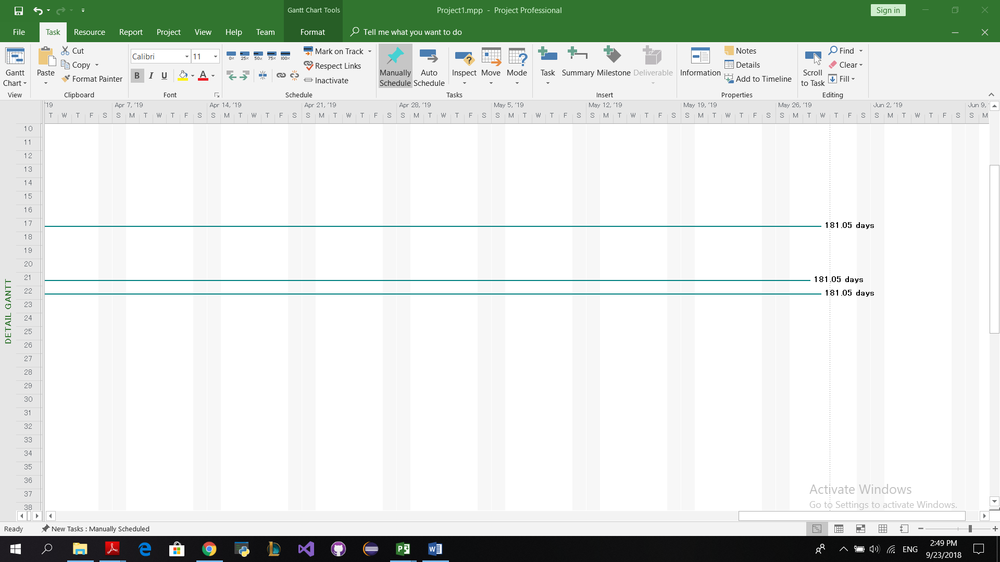 Gantt Chart Tools
Project1.mpp - Project Professional
Sign in
File Task Resource Report Project View Help Team Format Tell me what you want to do
Gantt Chart
View
Paste
Cut
Copy
Format Painter
Clipboard
Calibri 11
B I U A
Font
0% 25% 50% 75% 100%
Mark on Track
Respect Links
Inactivate
Schedule
Manually Schedule
Auto Schedule
Inspect
Move
Mode
Tasks
Task
Summary
Milestone
Deliverable
Insert
Information
Notes
Details
Add to Timeline
Properties
Scroll to Task
Find
Clear
Fill
Editing
'19 Apr 7, '19 Apr 14, '19 Apr 21, '19 Apr 28, '19 May 5, '19 May 12, '19 May 19, '19 May 26, '19 Jun 2, '19 Jun 9, '
T W T F S S M T W T F S S M T W T F S S M T W T F S S M T W T F S S M T W T F S S M T W T F S S M T W T F S S M T W T F S S M T W T F S S M
10
11
12
13
14
15
16
17 181.05 days
18
19
20
21 181.05 days
22 181.05 days
23
24
25
26
27
28
29
30
31
32
33
34
35
36
37
38
DETAIL GANTT
Activate Windows
Go to Settings to activate Windows.
Ready New Tasks : Manually Scheduled
ENG
2:49 PM
9/23/2018